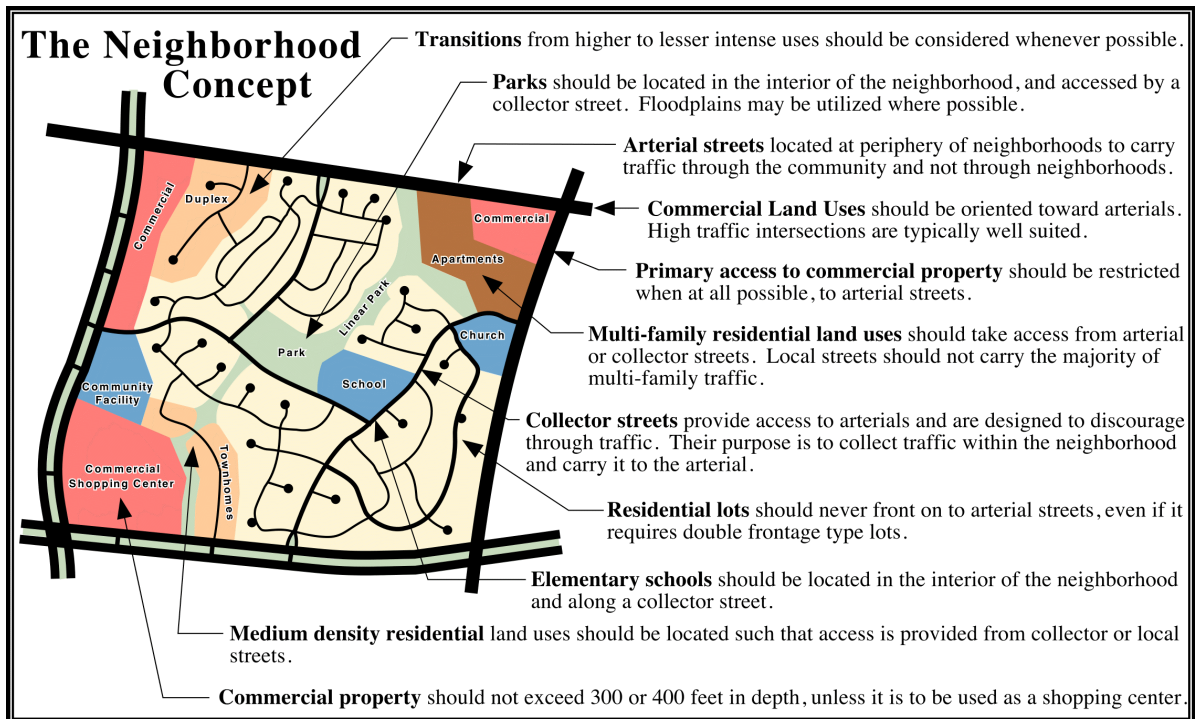 The Neighborhood
Concept
Transitions from higher to lesser intense uses should be considered whenever possible.
Parks should be located in the interior of the neighborhood, and accessed by a
collector street. Floodplains may be utilized where possible.
Arterial streets located at periphery of neighborhoods to carry
traffic through the community and not through neighborhoods.
Commercial Land Uses should be oriented toward arterials.
High traffic intersections are typically well suited.
Primary access to commercial property should be restricted
when at all possible, to arterial streets.
Multi-family residential land uses should take access from arterial
or collector streets. Local streets should not carry the majority of
multi-family traffic.
Collector streets provide access to arterials and are designed to discourage
through traffic. Their purpose is to collect traffic within the neighborhood
and carry it to the arterial.
Residential lots should never front on to arterial streets, even if it
requires double frontage type lots.
Elementary schools should be located in the interior of the neighborhood
and along a collector street.
Medium density residential land uses should be located such that access is provided from collector or local
streets.
Commercial property should not exceed 300 or 400 feet in depth, unless it is to be used as a shopping center.
Commercial
Duplex
Commercial
Apartments
Linear Park
Church
Park
School
Community
Facility
Commercial
Shopping Center
Townhomes